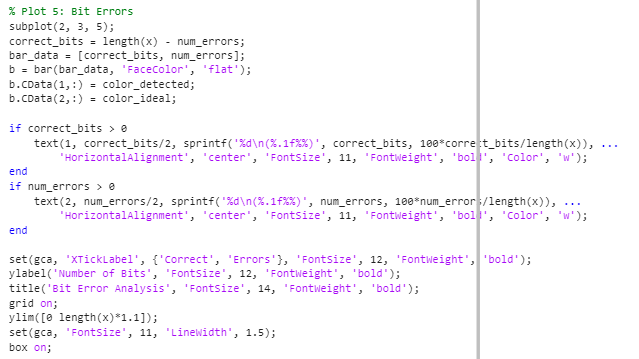 % Plot 5: Bit Errors
subplot(2, 3, 5);
correct_bits = length(x) - num_errors;
bar_data = [correct_bits, num_errors];
b = bar(bar_data, 'FaceColor', 'flat');
b.CData(1,:) = color_detected;
b.CData(2,:) = color_ideal;
if correct_bits > 0
text(1, correct_bits/2, sprintf('%d\n(%.1f%%)', correct_bits, 100*correct_bits/length(x)), ...
'HorizontalAlignment', 'center', 'FontSize', 11, 'FontWeight', 'bold', 'Color', 'w');
end
if num_errors > 0
text(2, num_errors/2, sprintf('%d\n(%.1f%%)', num_errors, 100*num_errors/length(x)), ...
'HorizontalAlignment', 'center', 'FontSize', 11, 'FontWeight', 'bold', 'Color', 'w');
end
set(gca, 'XTickLabel', {'Correct', 'Errors'}, 'FontSize', 12, 'FontWeight', 'bold');
ylabel('Number of Bits', 'FontSize', 12, 'FontWeight', 'bold');
title('Bit Error Analysis', 'FontSize', 14, 'FontWeight', 'bold');
grid on;
ylim([0 length(x)*1.1]);
set(gca, 'FontSize', 11, 'LineWidth', 1.5);
box on;